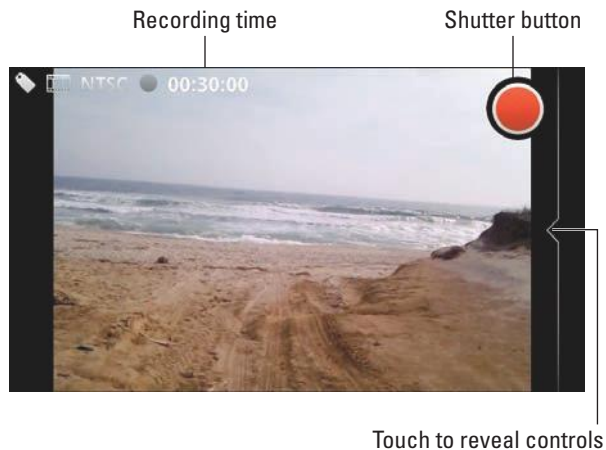 Recording time
Shutter button
NTSC 00:30:00
Touch to reveal controls